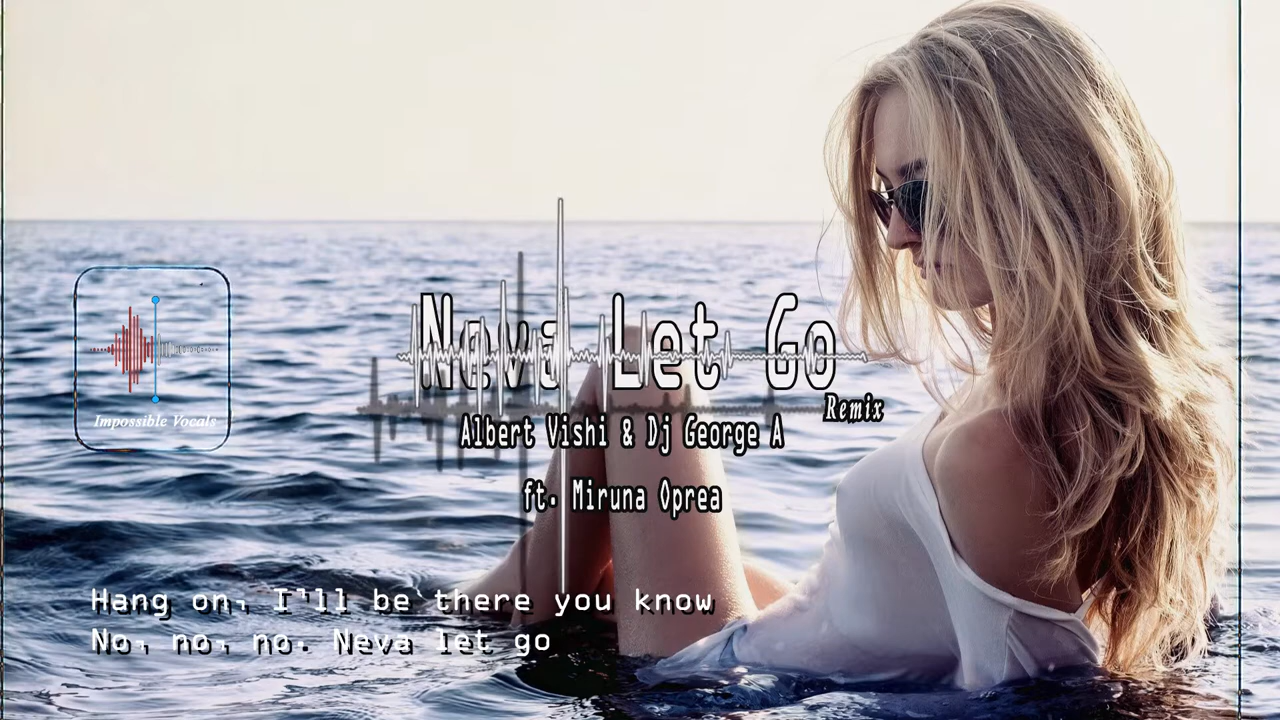 Neva Let Go
Remix
Albert Vishi & Dj George A
ft. Miruna Oprea
Impossible Vocals
Hang on, I'll be there you know
No, no, no. Neva let go